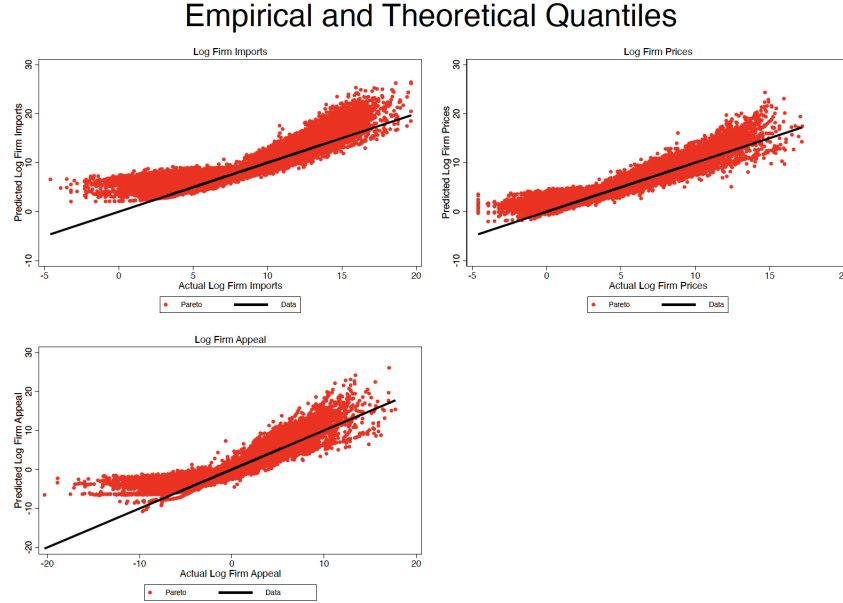 Empirical and Theoretical Quantiles
Log Firm Imports
Predicted Log Firm Imports
30
20
10
0
-10
-5 0 5 10 15 20
Actual Log Firm Imports
Pareto Data
Log Firm Prices
Predicted Log Firm Prices
30
20
10
0
-10
-5 0 5 10 15 20
Actual Log Firm Prices
Pareto Data
Log Firm Appeal
Predicted Log Firm Appeal
30
20
10
0
-10
-20
-20 -10 0 10 20
Actual Log Firm Appeal
Pareto Data